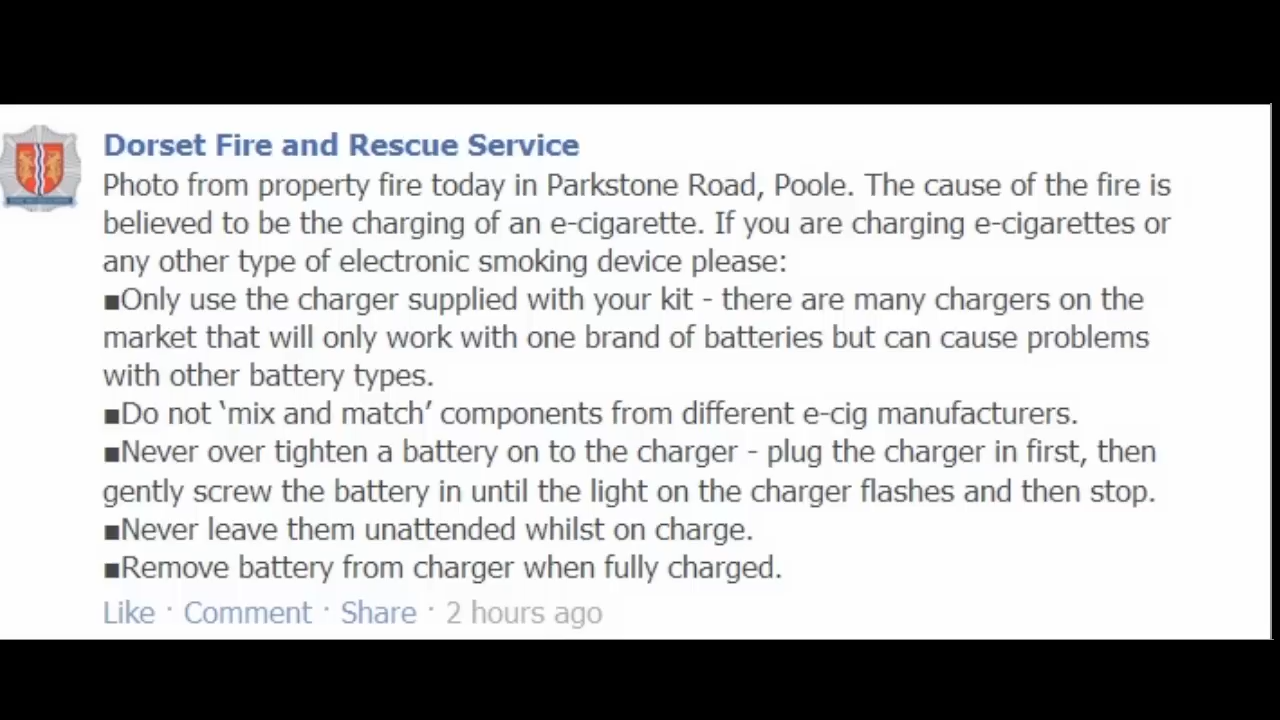 Dorset Fire and Rescue Service
Photo from property fire today in Parkstone Road, Poole. The cause of the fire is
believed to be the charging of an e-cigarette. If you are charging e-cigarettes or
any other type of electronic smoking device please:
▪Only use the charger supplied with your kit - there are many chargers on the
market that will only work with one brand of batteries but can cause problems
with other battery types.
▪Do not ‘mix and match’ components from different e-cig manufacturers.
▪Never over tighten a battery on to the charger - plug the charger in first, then
gently screw the battery in until the light on the charger flashes and then stop.
▪Never leave them unattended whilst on charge.
▪Remove battery from charger when fully charged.
Like · Comment · Share · 2 hours ago